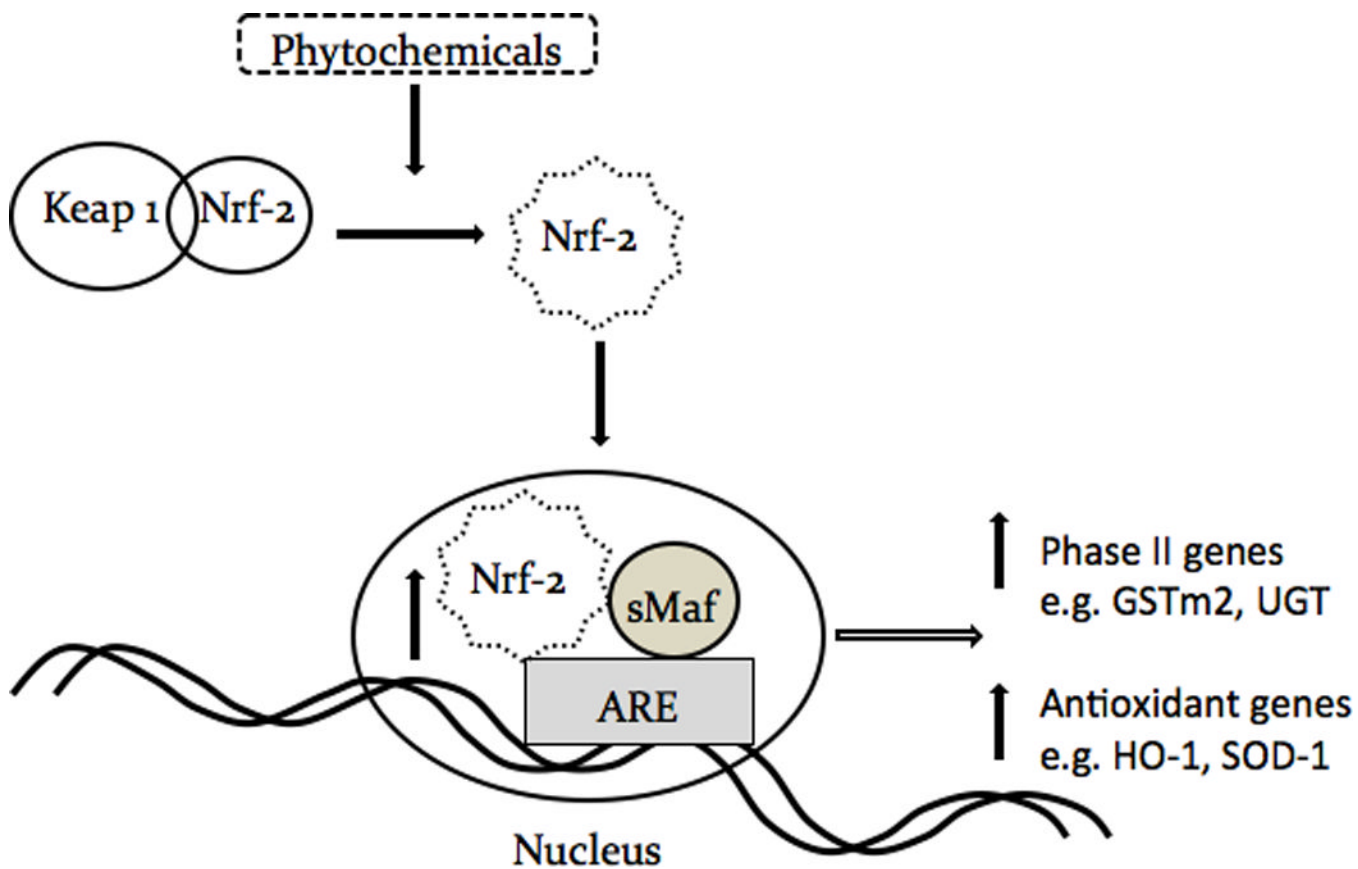 Phytochemicals
Keap 1
Nrf-2
Nrf-2
Nrf-2
sMaf
ARE
Nucleus
Phase II genes
e.g. GSTm2, UGT
Antioxidant genes
e.g. HO-1, SOD-1